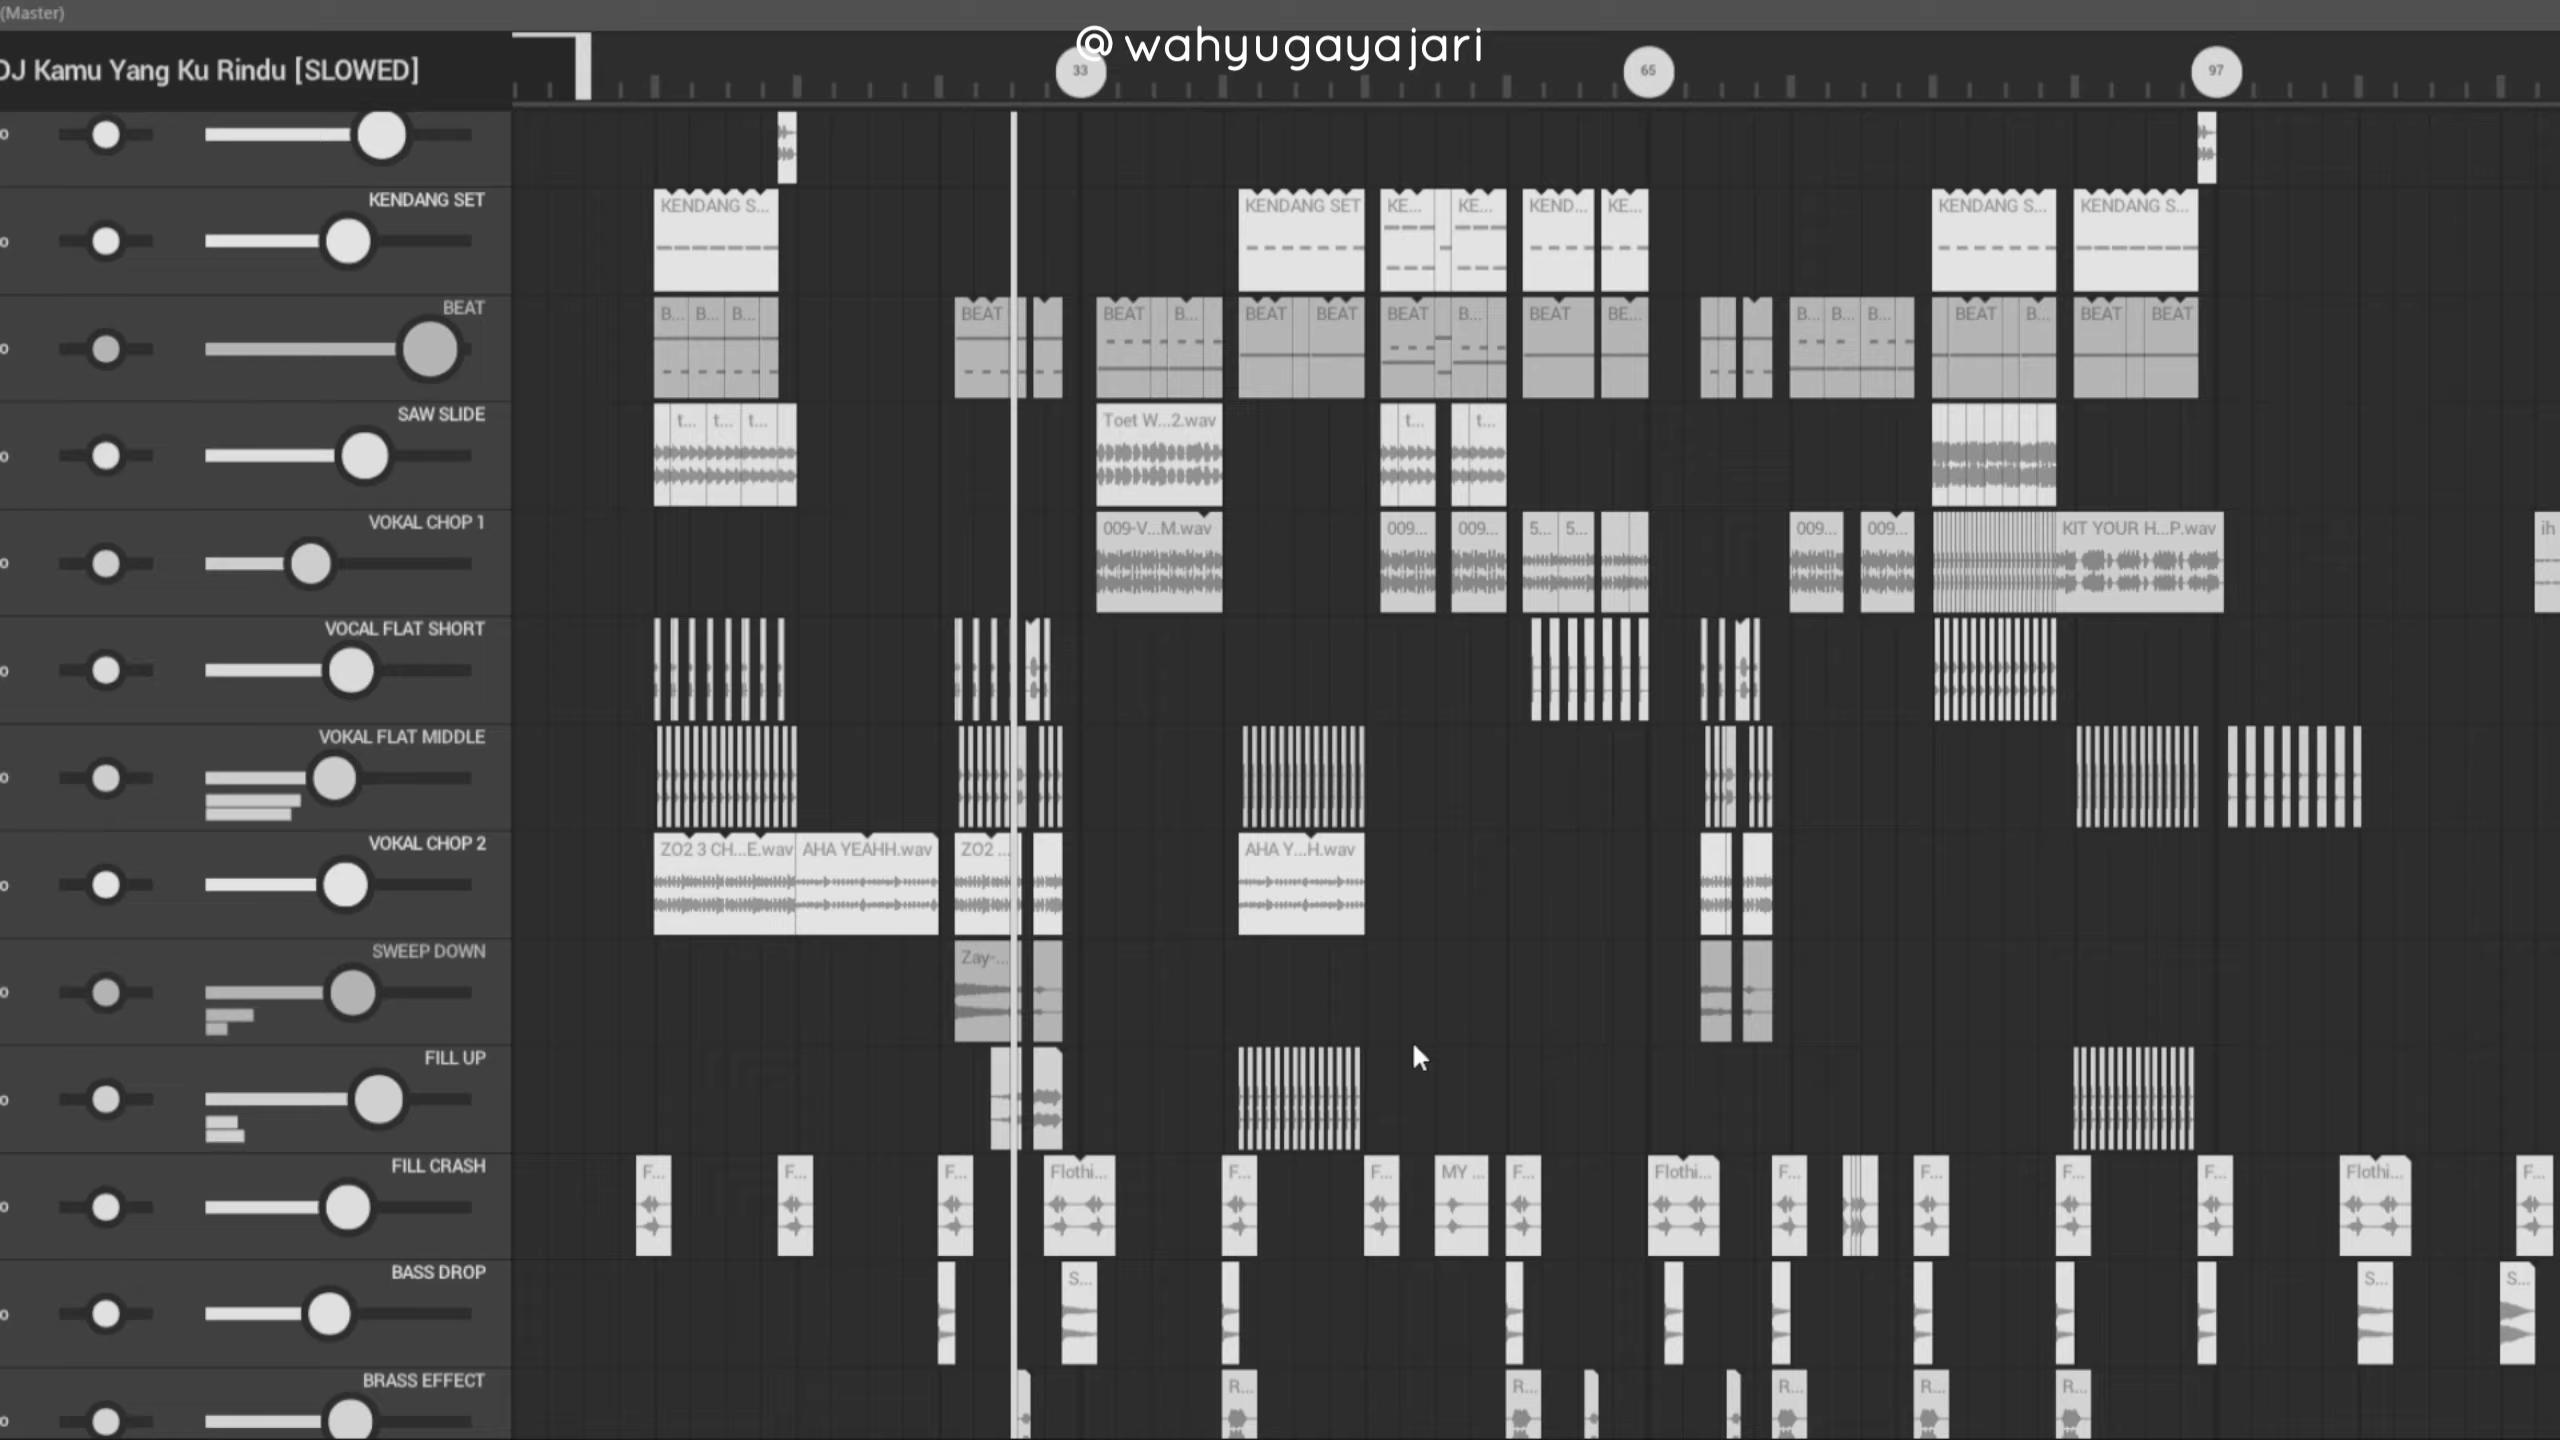 (Master)
@wahyugayajari
DJ Kamu Yang Ku Rindu [SLOWED]
33
65
97
KENDANG SET
KENDANG S...
KENDANG SET
KE...
KE...
KEND...
KE...
KENDANG S...
KENDANG S...
BEAT
B...
B...
B...
BEAT
BEAT
B...
BEAT
BEAT
BEAT
B...
BEAT
BE...
B...
B...
B...
BEAT
B...
BEAT
BEAT
SAW SLIDE
t...
t...
t...
Toet W...2.wav
t...
t...
VOKAL CHOP 1
009-V...M.wav
009...
009...
5...
5...
009...
009...
KIT YOUR H...P.wav
ih
VOCAL FLAT SHORT
VOKAL FLAT MIDDLE
VOKAL CHOP 2
ZO2 3 CH...E.wav
AHA YEAHH.wav
ZO2 ...
AHA Y...H.wav
SWEEP DOWN
Zay-...
FILL UP
FILL CRASH
F...
F...
F...
Flothi...
F...
F...
MY ...
F...
Flothi...
F...
F...
F...
F...
Flothi...
F...
BASS DROP
S...
S...
S...
BRASS EFFECT
R...
R...
R...
R...
R...